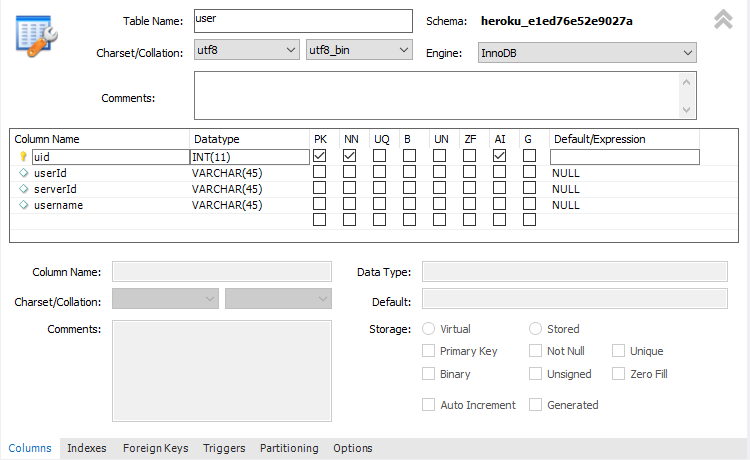 Table Name: user Schema: heroku_e1ed76e52e9027a
Charset/Collation: utf8 utf8_bin Engine: InnoDB
Comments:
Column Name Datatype PK NN UQ B UN ZF AI G Default/Expression
uid INT(11)
userId VARCHAR(45) NULL
serverId VARCHAR(45) NULL
username VARCHAR(45) NULL
Column Name: Data Type:
Charset/Collation: Default:
Comments: Storage: Virtual Stored
Primary Key Not Null Unique
Binary Unsigned Zero Fill
Auto Increment Generated
Columns Indexes Foreign Keys Triggers Partitioning Options